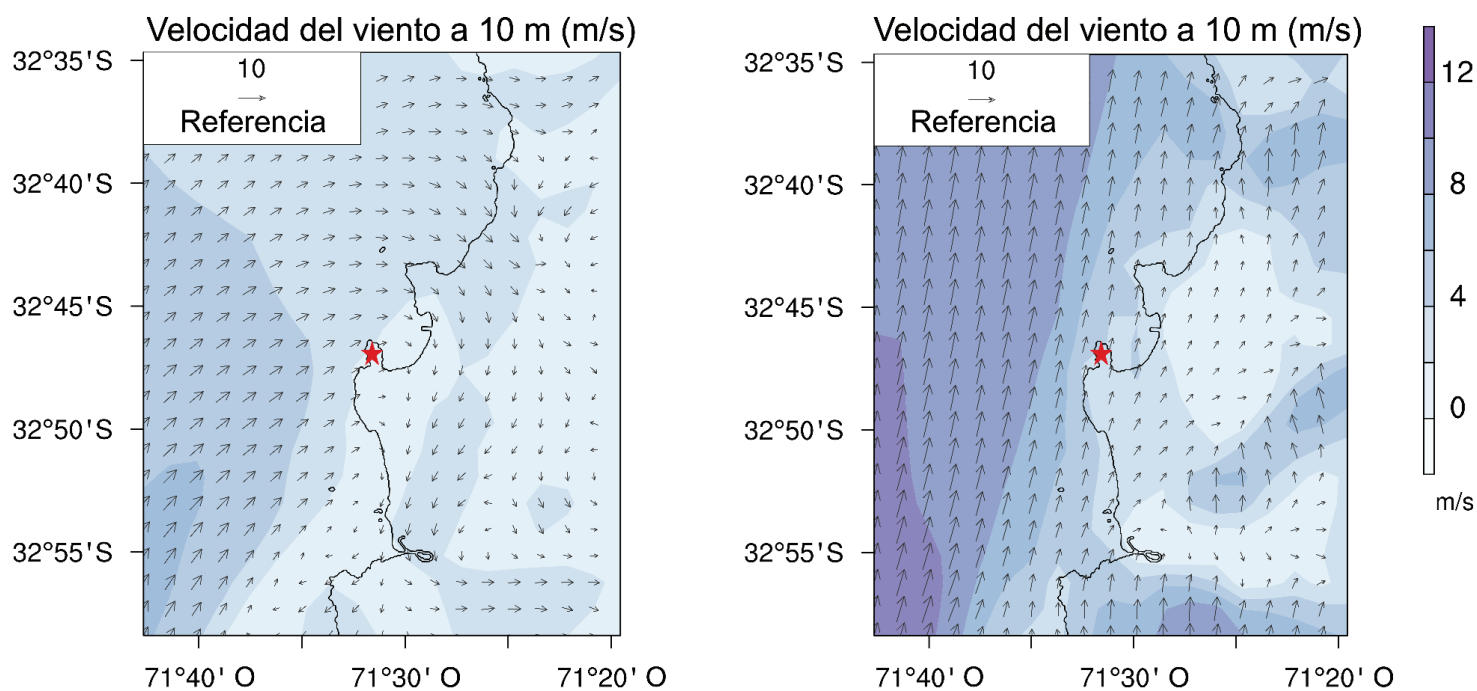 Velocidad del viento a 10 m (m/s)
10
Referencia
32°35'S
32°40'S
32°45'S
32°50'S
32°55'S
71°40' O
71°30' O
71°20' O
Velocidad del viento a 10 m (m/s)
10
Referencia
32°35'S
32°40'S
32°45'S
32°50'S
32°55'S
71°40' O
71°30' O
71°20' O
12
8
4
0
m/s